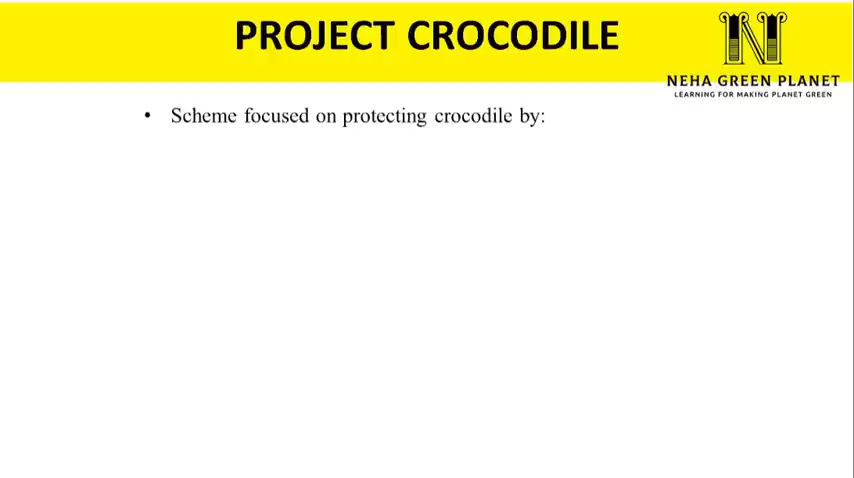 PROJECT CROCODILE
N
NEHA GREEN PLANET
LEARNING FOR MAKING PLANET GREEN
• Scheme focused on protecting crocodile by: